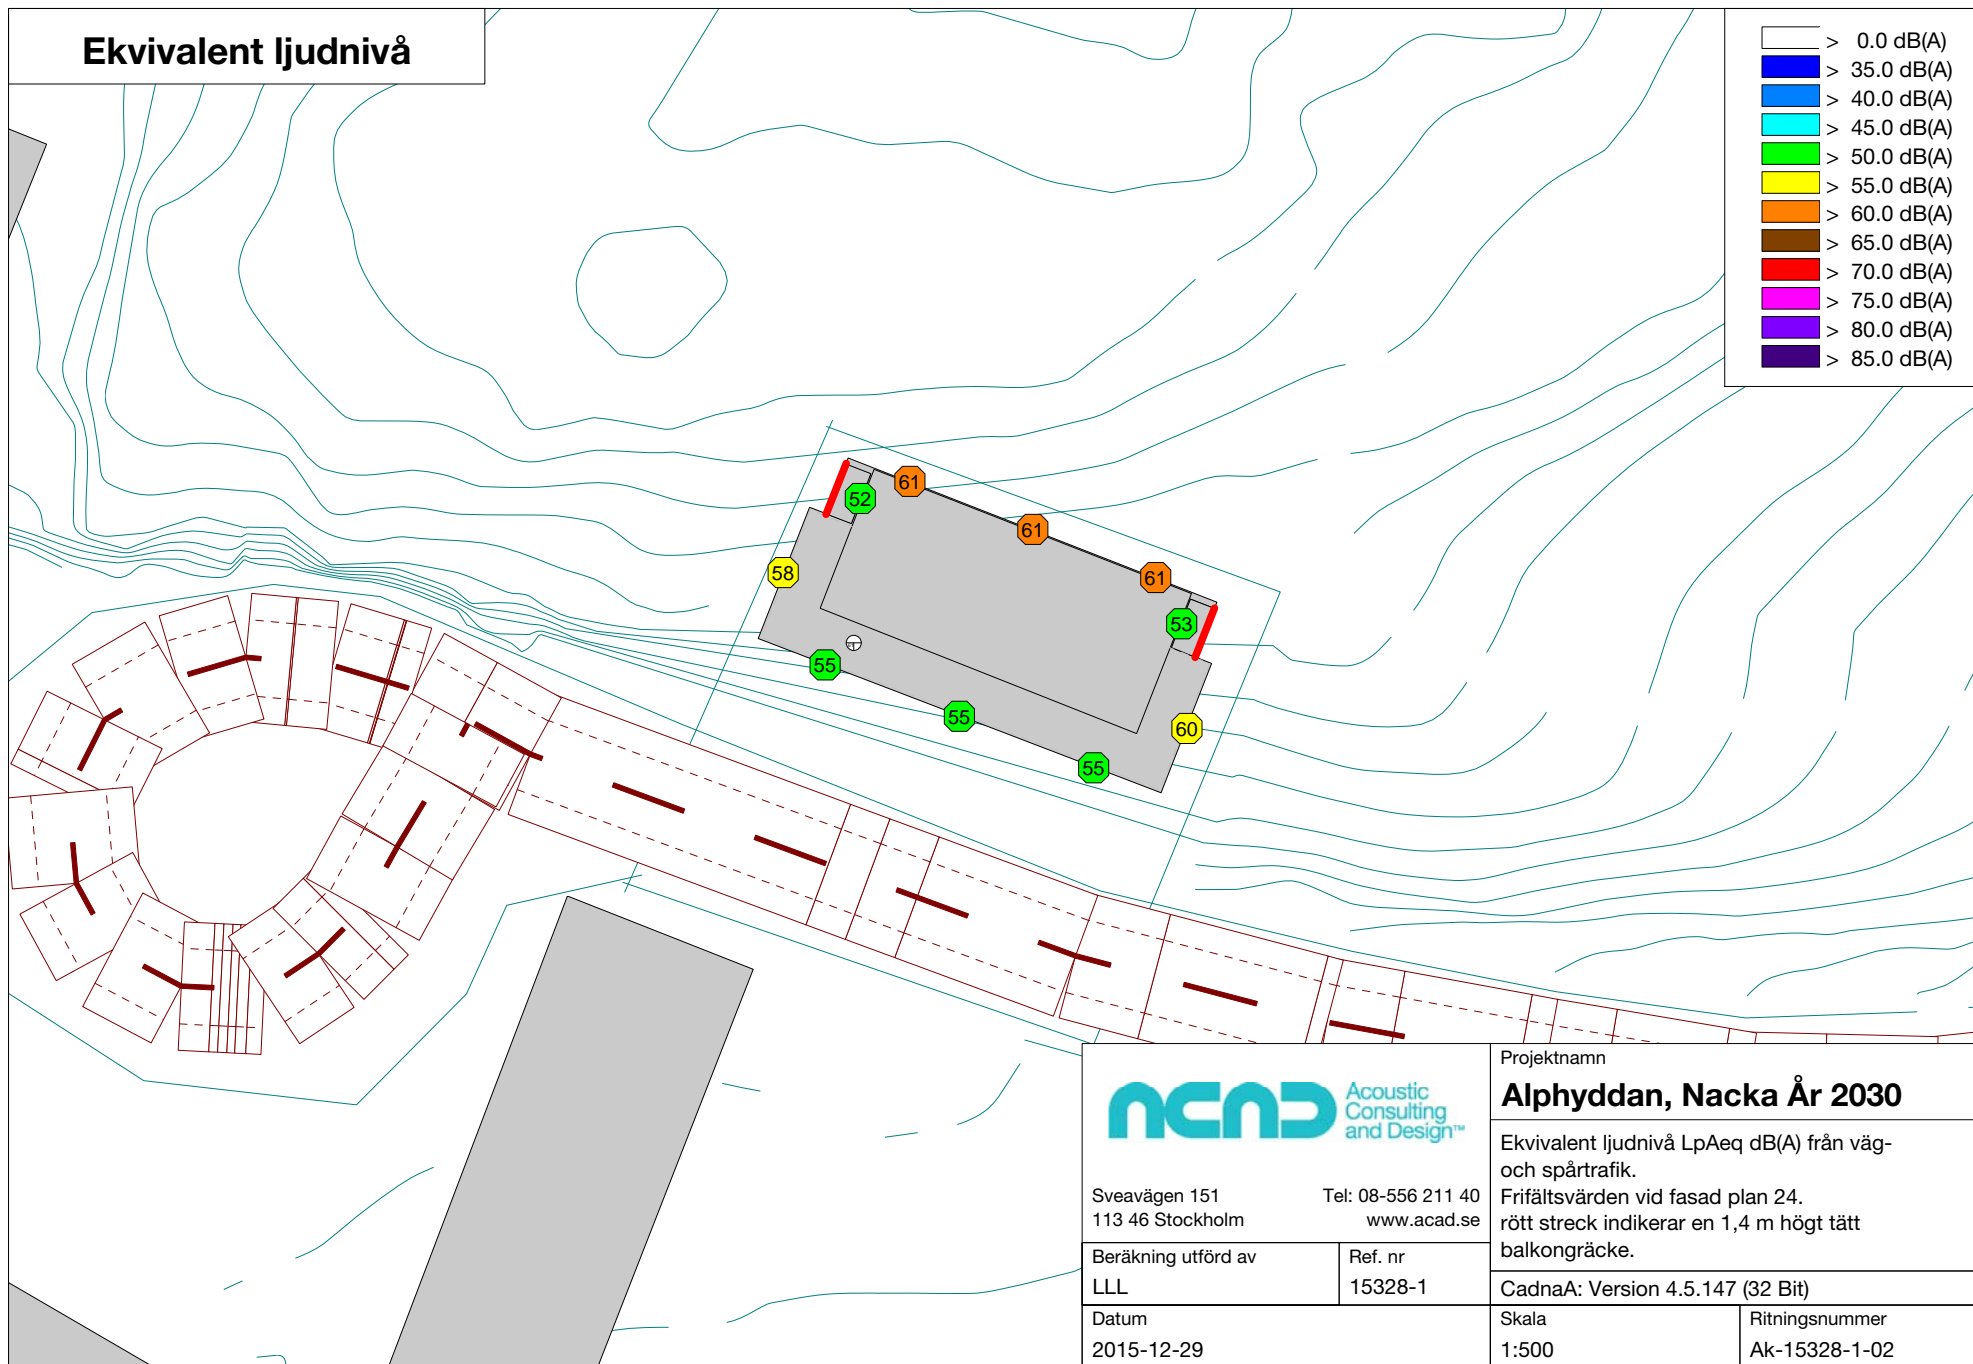 Ekvivalent ljudnivå
> 0.0 dB(A)
> 35.0 dB(A)
> 40.0 dB(A)
> 45.0 dB(A)
> 50.0 dB(A)
> 55.0 dB(A)
> 60.0 dB(A)
> 65.0 dB(A)
> 70.0 dB(A)
> 75.0 dB(A)
> 80.0 dB(A)
> 85.0 dB(A)
61
52
61
58
61
53
55
55
60
55
acad
Acoustic
Consulting
and Design™
Sveavägen 151
113 46 Stockholm
Tel: 08-556 211 40
www.acad.se
Beräkning utförd av
LLL
Ref. nr
15328-1
Datum
2015-12-29
Projektnamn
Alphyddan, Nacka År 2030
Ekvivalent ljudnivå LpAeq dB(A) från väg-
och spårtrafik.
Frifältsvärden vid fasad plan 24.
rött streck indikerar en 1,4 m högt tätt
balkongräcke.
CadnaA: Version 4.5.147 (32 Bit)
Skala
1:500
Ritningsnummer
Ak-15328-1-02